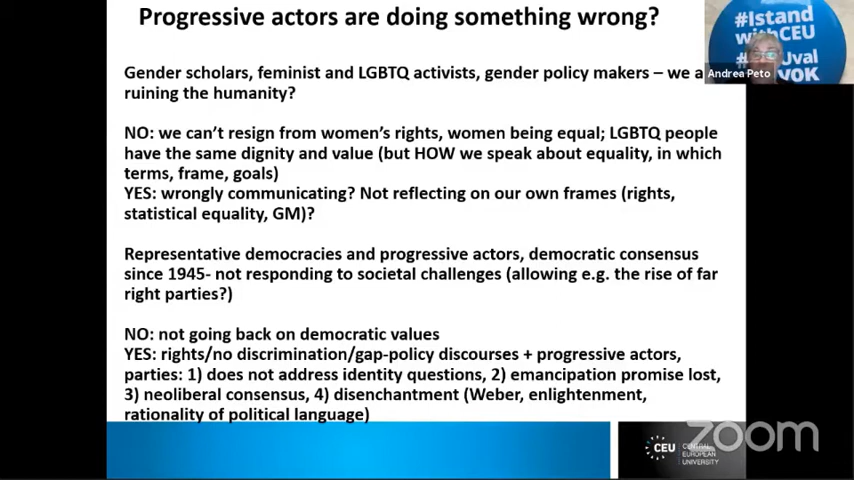 Progressive actors are doing something wrong?
#Istand
withCEU
#Uval
VOK
Andrea Peto
Gender scholars, feminist and LGBTQ activists, gender policy makers – we a
ruining the humanity?
NO: we can't resign from women's rights, women being equal; LGBTQ people
have the same dignity and value (but HOW we speak about equality, in which
terms, frame, goals)
YES: wrongly communicating? Not reflecting on our own frames (rights,
statistical equality, GM)?
Representative democracies and progressive actors, democratic consensus
since 1945- not responding to societal challenges (allowing e.g. the rise of far
right parties?)
NO: not going back on democratic values
YES: rights/no discrimination/gap-policy discourses + progressive actors,
parties: 1) does not address identity questions, 2) emancipation promise lost,
3) neoliberal consensus, 4) disenchantment (Weber, enlightenment,
rationality of political language)
CEU
CENTRAL
EUROPEAN
UNIVERSITY
zoom